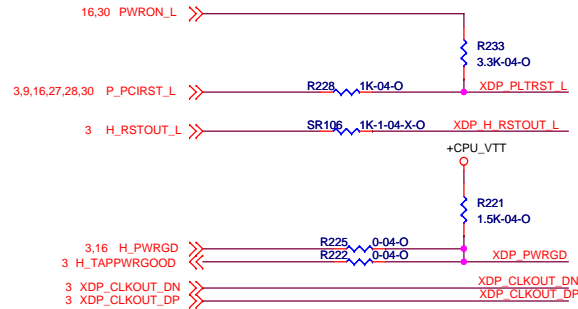 16,30 PWRON_L
R233
3.3K-04-O
3,9,16,27,28,30 P_PCIRST_L R228 1K-04-O XDP_PLTRST_L
3 H_RSTOUT_L SR106 1K-1-04-X-O XDP_H_RSTOUT_L
+CPU_VTT
R221
1.5K-04-O
3,16 H_PWRGD R225 0-04-O
3 H_TAPPWRGOOD R222 0-04-O XDP_PWRGD
3 XDP_CLKOUT_DN XDP_CLKOUT_DN
3 XDP_CLKOUT_DP XDP_CLKOUT_DP